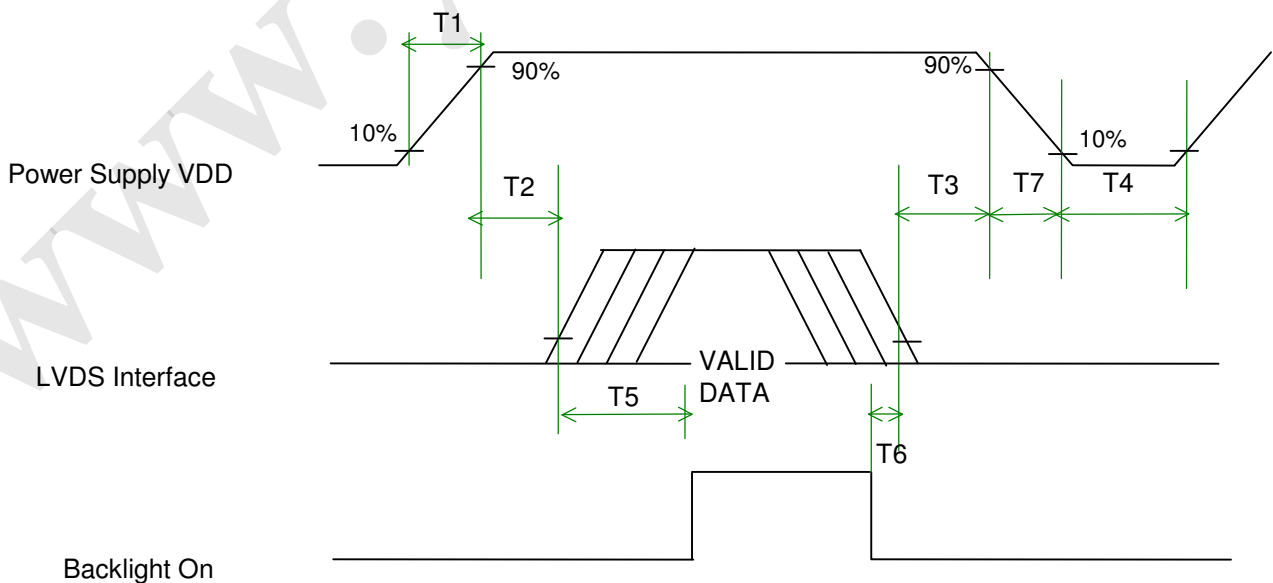 T1
90%
90%
10%
10%
Power Supply VDD
T2
T3
T7
T4
VALID
DATA
LVDS Interface
T5
T6
Backlight On
www.